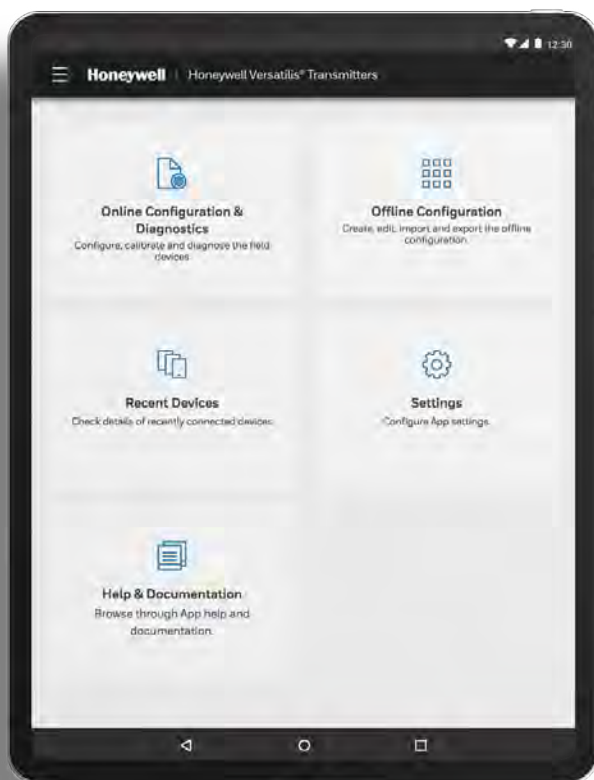 12:30
Honeywell | Honeywell Versatilis® Transmitters
Online Configuration &
Diagnostics
Configure, calibrate and diagnose the field
devices
Offline Configuration
Create, edit, import and export the offline
configuration.
Recent Devices
Check details of recently connected devices.
Settings
Configure App settings.
Help & Documentation
Browse through App help and
documentation.